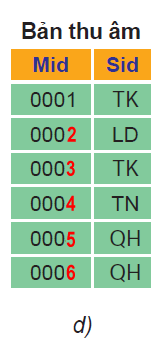 Bản thu âm
Mid Sid
0001 TK
0002 LD
0003 TK
0004 TN
0005 QH
0006 QH
d)